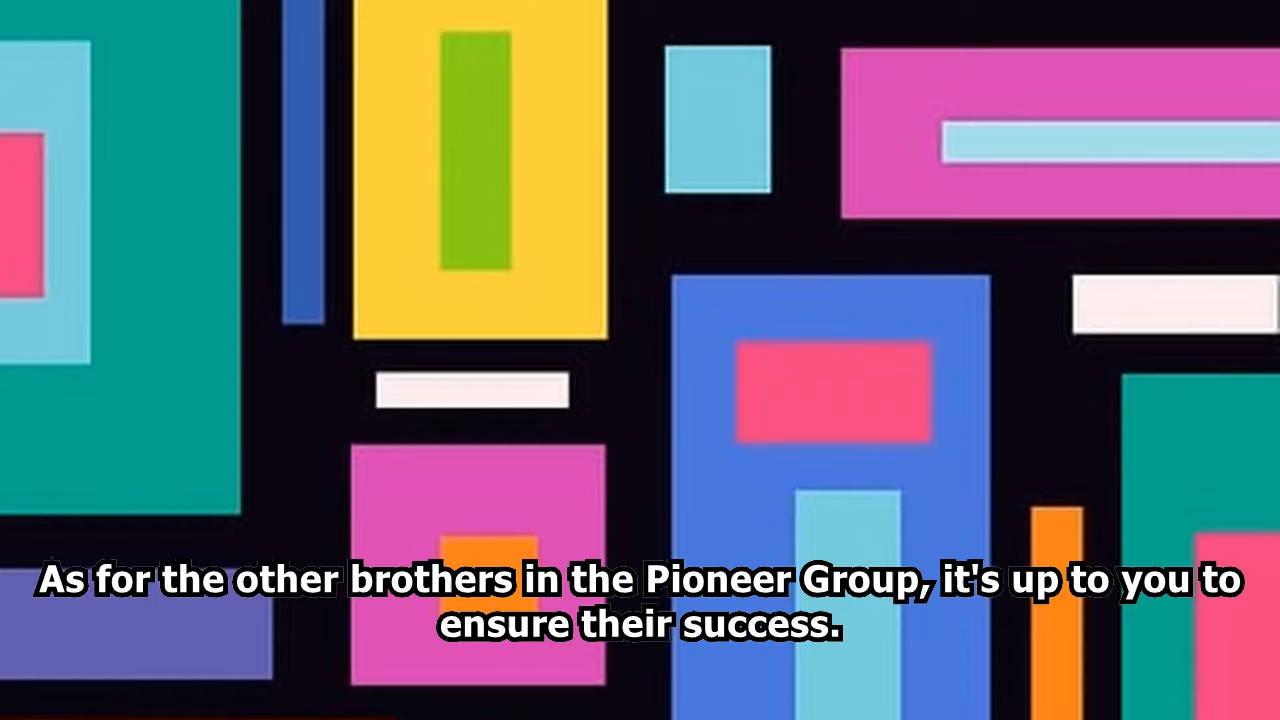 As for the other brothers in the Pioneer Group, it's up to you to
ensure their success.